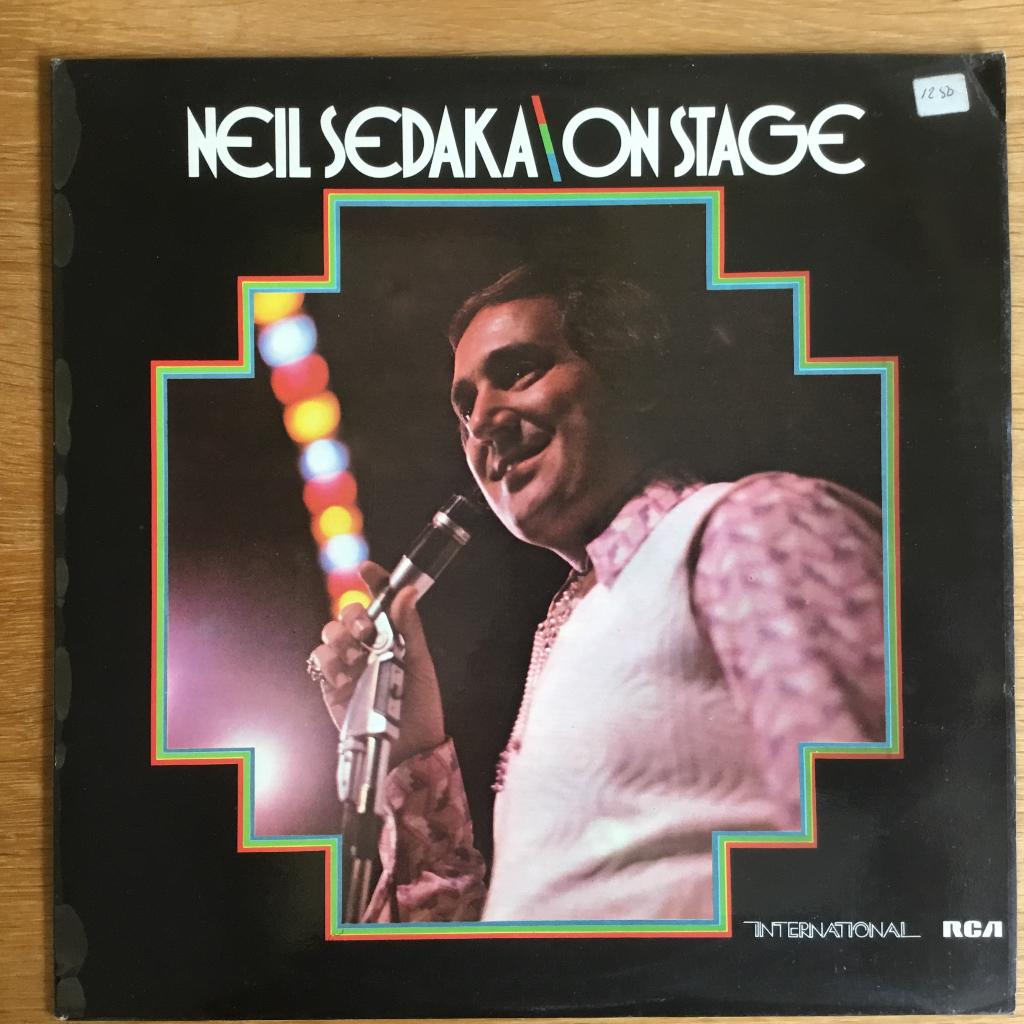 NEIL SEDAKA\ON STAGE
12 50
INTERNATIONAL RCA